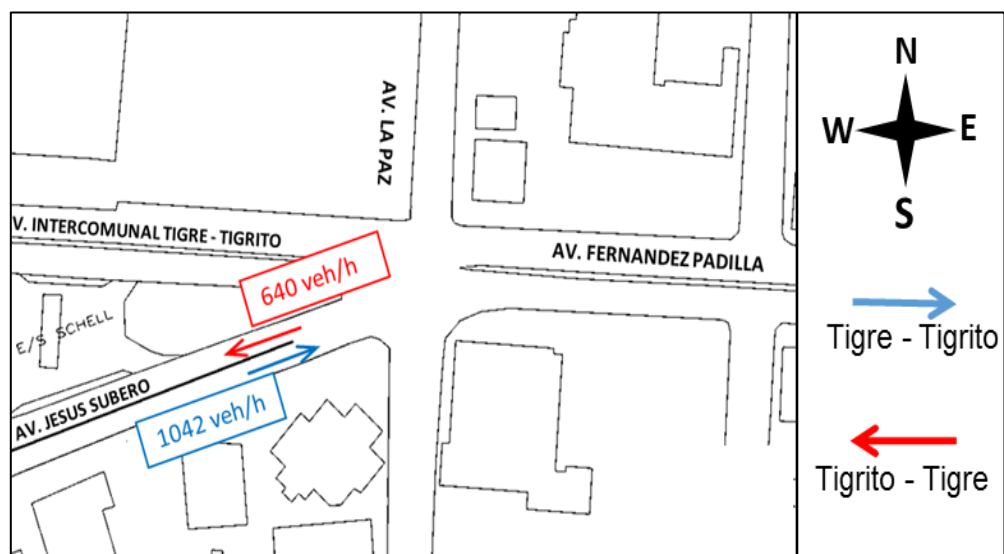 AV. LA PAZ
V. INTERCOMUNAL TIGRE - TIGRITO
AV. FERNANDEZ PADILLA
640 veh/h
E/S SCHELL
AV. JESUS SUBERO
1042 veh/h
N
W E
S
Tigre - Tigrito
Tigrito - Tigre